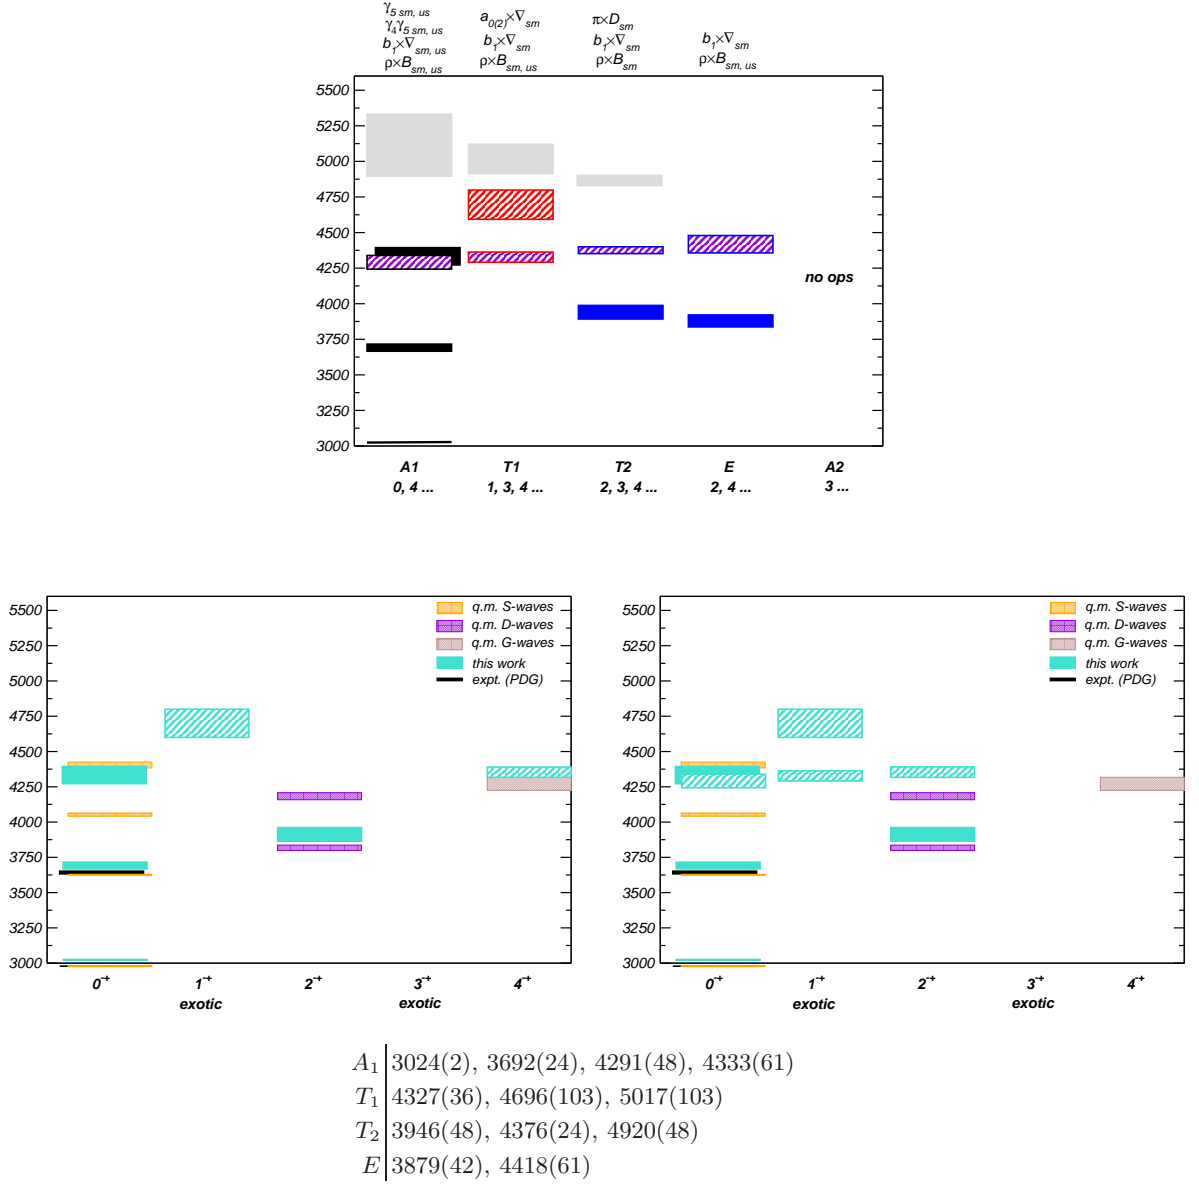 γ5 sm, us
γ4γ5 sm, us
b1×∇sm, us
ρ×Bsm, us
a0(2)×∇sm
b1×∇sm
ρ×Bsm, us
π×Dsm
b1×∇sm
ρ×Bsm
b1×∇sm
ρ×Bsm, us
5500
5250
5000
4750
4500
4250
4000
3750
3500
3250
3000
no ops
A1 T1 T2 E A2
0, 4 ... 1, 3, 4 ... 2, 3, 4 ... 2, 4 ... 3 ...
5500
5250
5000
4750
4500
4250
4000
3750
3500
3250
3000
q.m. S-waves
q.m. D-waves
q.m. G-waves
this work
expt. (PDG)
0-+ 1-+ 2-+ 3-+ 4-+
exotic exotic
5500
5250
5000
4750
4500
4250
4000
3750
3500
3250
3000
q.m. S-waves
q.m. D-waves
q.m. G-waves
this work
expt. (PDG)
0-+ 1-+ 2-+ 3-+ 4-+
exotic exotic
A1 3024(2), 3692(24), 4291(48), 4333(61)
T1 4327(36), 4696(103), 5017(103)
T2 3946(48), 4376(24), 4920(48)
E 3879(42), 4418(61)